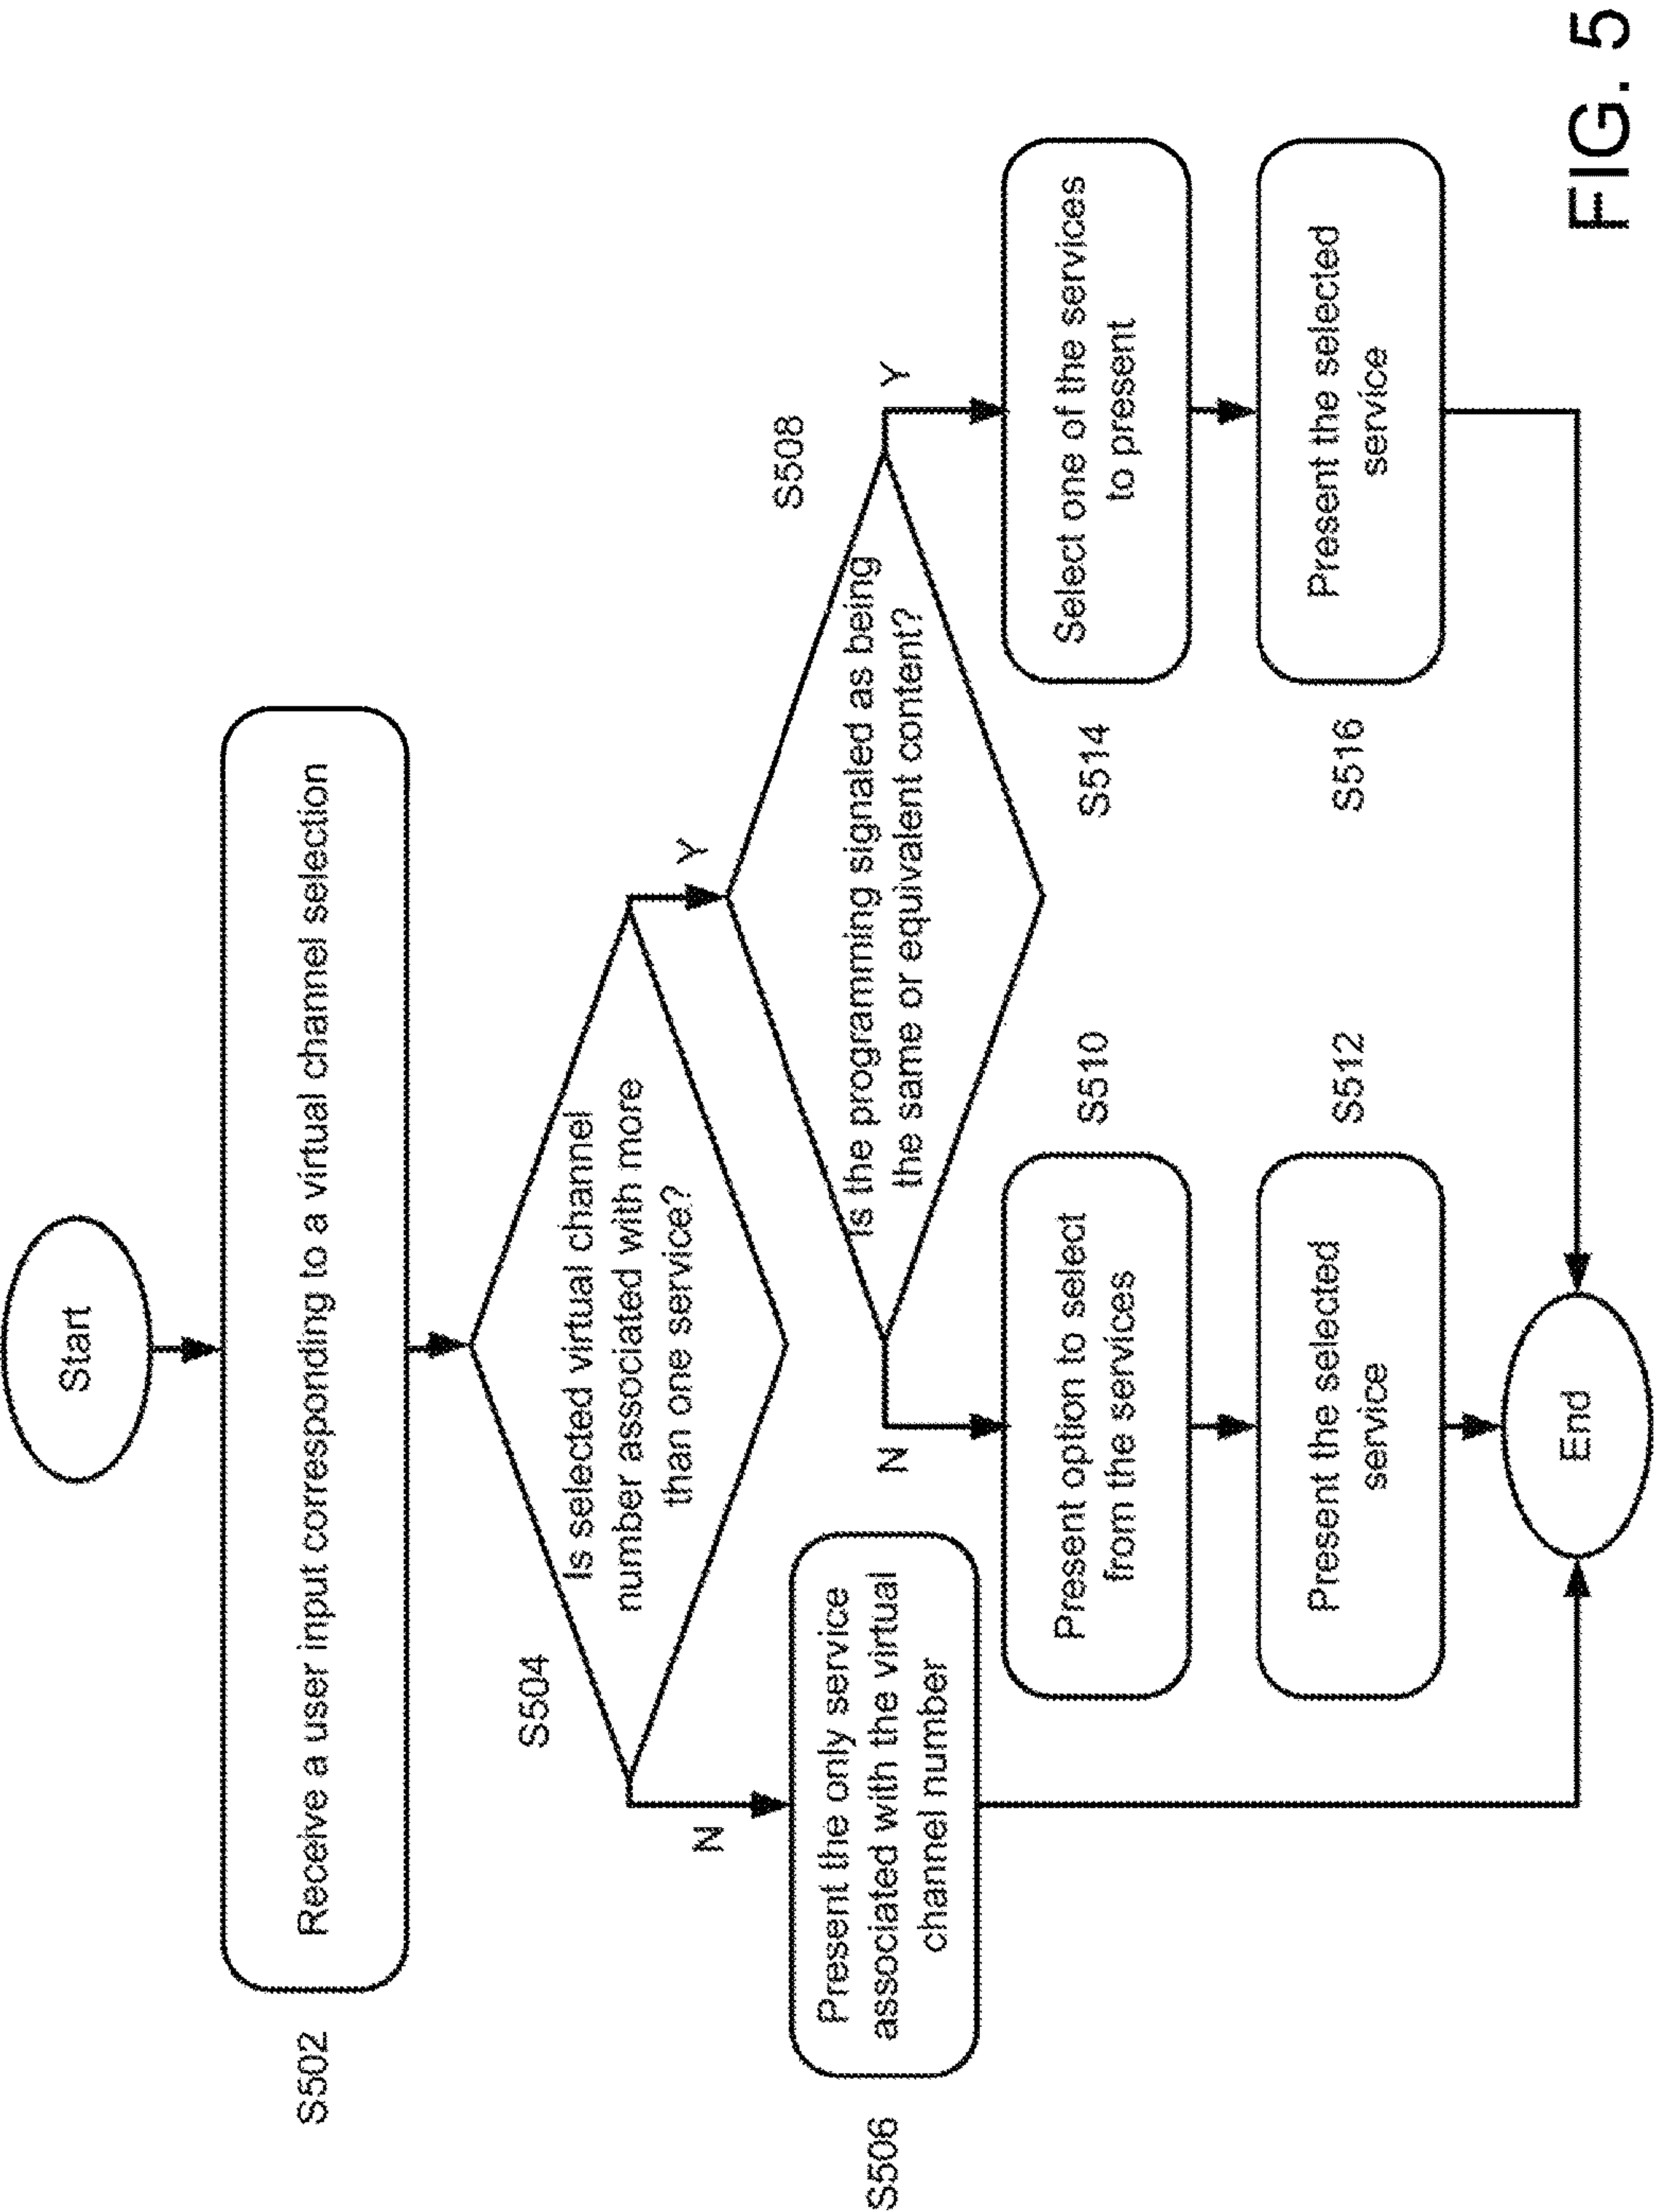 Start
S502
Receive a user input corresponding to a virtual channel selection
S504
Is selected virtual channel
number associated with more
than one service?
N
Y
S506
Present the only service
associated with the virtual
channel number
S508
Is the programming signaled as being
the same or equivalent content?
N
Y
Present option to select
from the services
S510
S514
Select one of the services
to present
Present the selected
service
S512
S516
Present the selected
service
End
FIG. 5